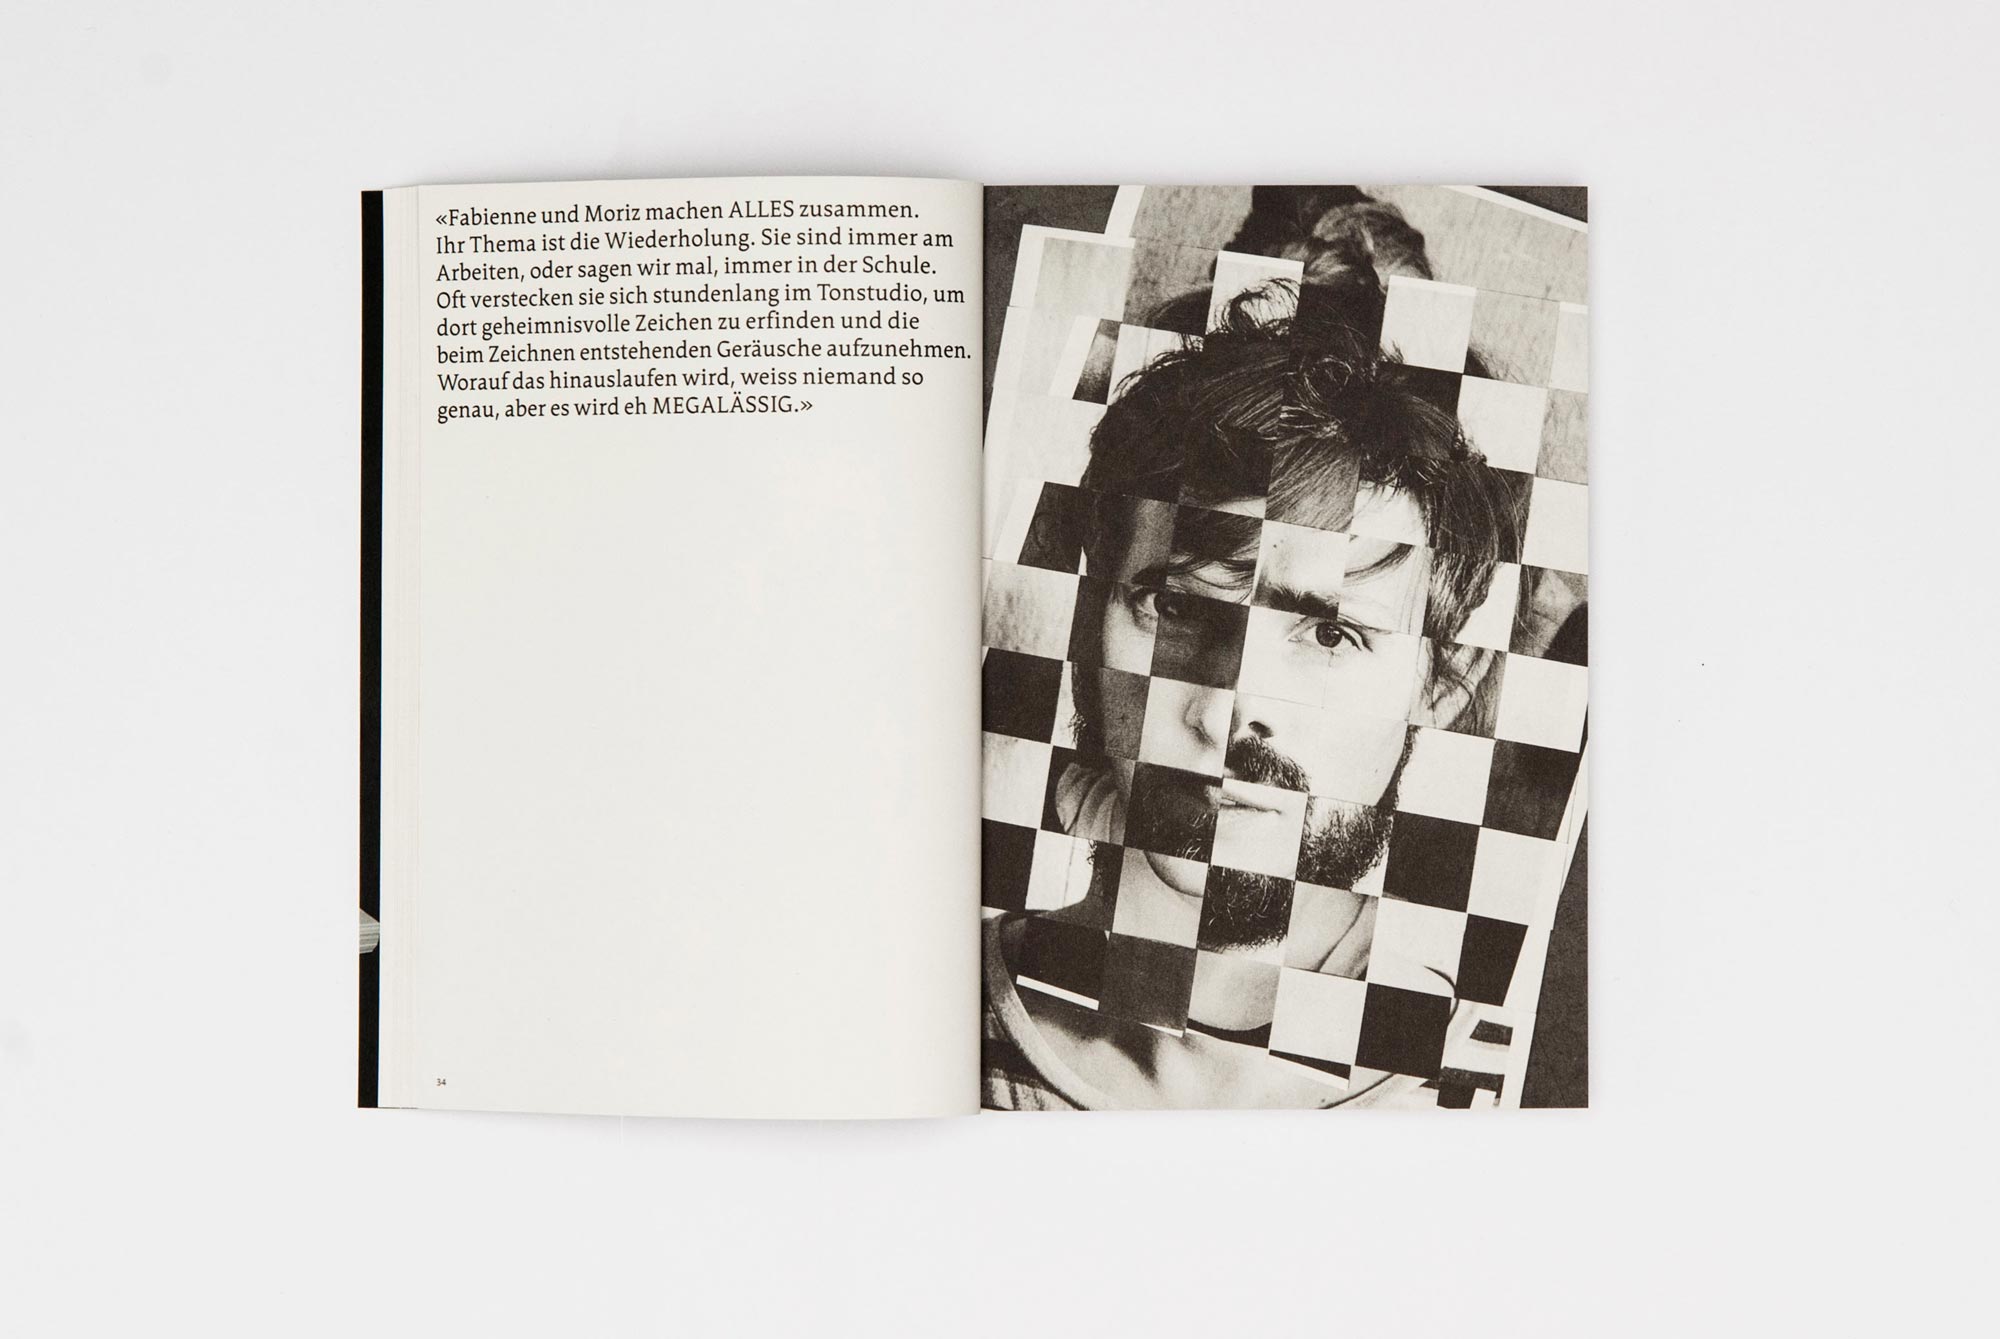 «Fabienne und Moriz machen ALLES zusammen.
Ihr Thema ist die Wiederholung. Sie sind immer am
Arbeiten, oder sagen wir mal, immer in der Schule.
Oft verstecken sie sich stundenlang im Tonstudio, um
dort geheimnisvolle Zeichen zu erfinden und die
beim Zeichnen entstehenden Geräusche aufzunehmen.
Worauf das hinauslaufen wird, weiss niemand so
genau, aber es wird eh MEGALÄSSIG.»
34